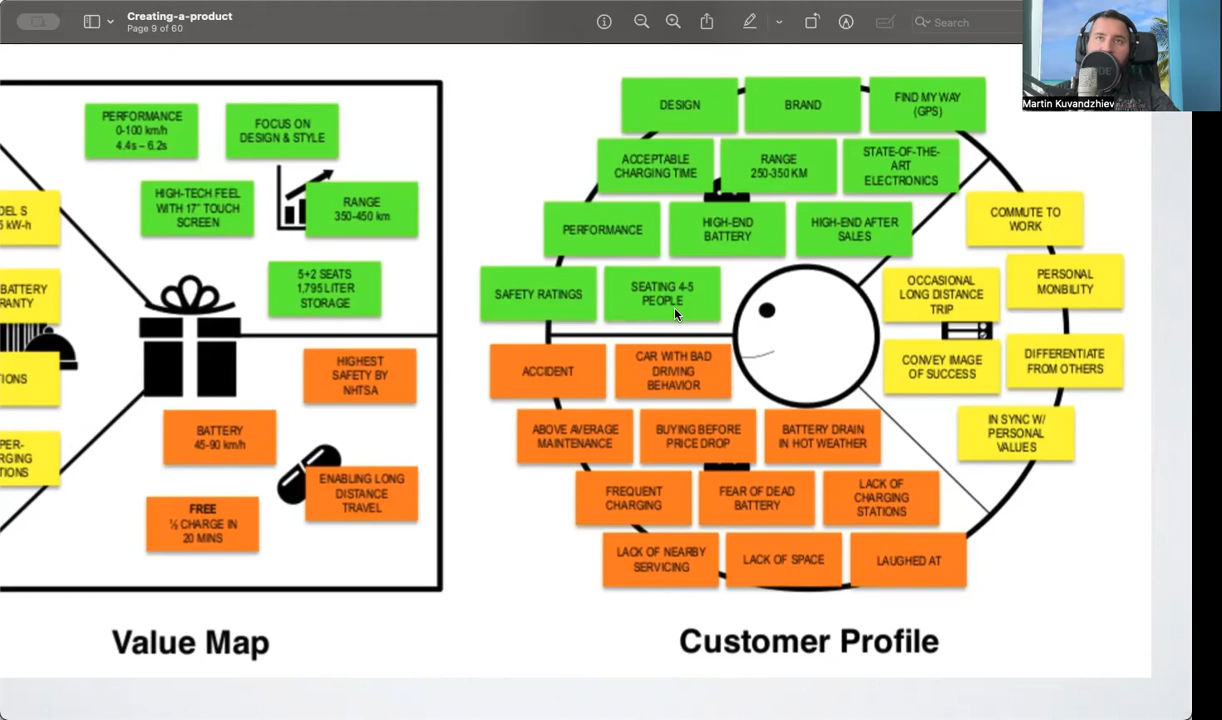 Creating-a-product
Page 9 of 60
Search
Martin Kuvandzhiev
PERFORMANCE
0-100 km/h
4.4s – 6.2s
FOCUS ON
DESIGN & STYLE
HIGH-TECH FEEL
WITH 17" TOUCH
SCREEN
RANGE
350-450 km
5+2 SEATS
1,795 LITER
STORAGE
DEL S
kW-h
BATTERY
RANTY
IONS
PER-
RGING
TIONS
HIGHEST
SAFETY BY
NHTSA
BATTERY
45-90 km/h
ENABLING LONG
DISTANCE
TRAVEL
FREE
½ CHARGE IN
20 MINS
Value Map
DESIGN
BRAND
FIND MY WAY
(GPS)
ACCEPTABLE
CHARGING TIME
RANGE
250-350 KM
STATE-OF-THE-
ART
ELECTRONICS
PERFORMANCE
HIGH-END
BATTERY
HIGH-END AFTER
SALES
SAFETY RATINGS
SEATING 4-5
PEOPLE
COMMUTE TO
WORK
OCCASIONAL
LONG DISTANCE
TRIP
PERSONAL
MONBILITY
CONVEY IMAGE
OF SUCCESS
DIFFERENTIATE
FROM OTHERS
IN SYNC W/
PERSONAL
VALUES
ACCIDENT
CAR WITH BAD
DRIVING
BEHAVIOR
ABOVE AVERAGE
MAINTENANCE
BUYING BEFORE
PRICE DROP
BATTERY DRAIN
IN HOT WEATHER
FREQUENT
CHARGING
FEAR OF DEAD
BATTERY
LACK OF
CHARGING
STATIONS
LACK OF NEARBY
SERVICING
LACK OF SPACE
LAUGHED AT
Customer Profile